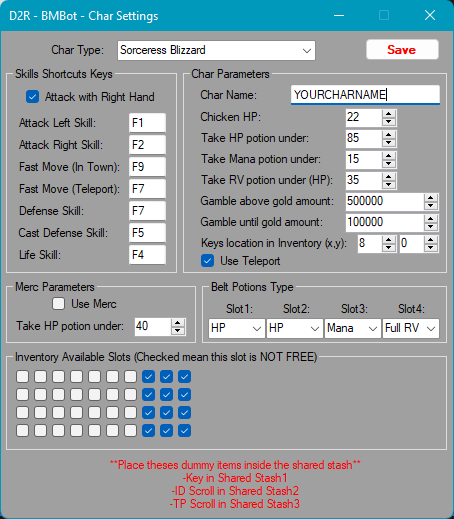 D2R - BMBot - Char Settings
Char Type: Sorceress Blizzard Save
Skills Shortcuts Keys
Attack with Right Hand
Attack Left Skill: F1
Attack Right Skill: F2
Fast Move (In Town): F9
Fast Move (Teleport): F7
Defense Skill: F7
Cast Defense Skill: F5
Life Skill: F4
Char Parameters
Char Name: YOURCHARNAME
Chicken HP: 22
Take HP potion under: 85
Take Mana potion under: 15
Take RV potion under (HP): 35
Gamble above gold amount: 500000
Gamble until gold amount: 100000
Keys location in Inventory (x,y): 8 0
Use Teleport
Merc Parameters
Use Merc
Take HP potion under: 40
Belt Potions Type
Slot1: Slot2: Slot3: Slot4:
HP HP Mana Full RV
Inventory Available Slots (Checked mean this slot is NOT FREE)
**Place theses dummy items inside the shared stash**
-Key in Shared Stash1
-ID Scroll in Shared Stash2
-TP Scroll in Shared Stash3